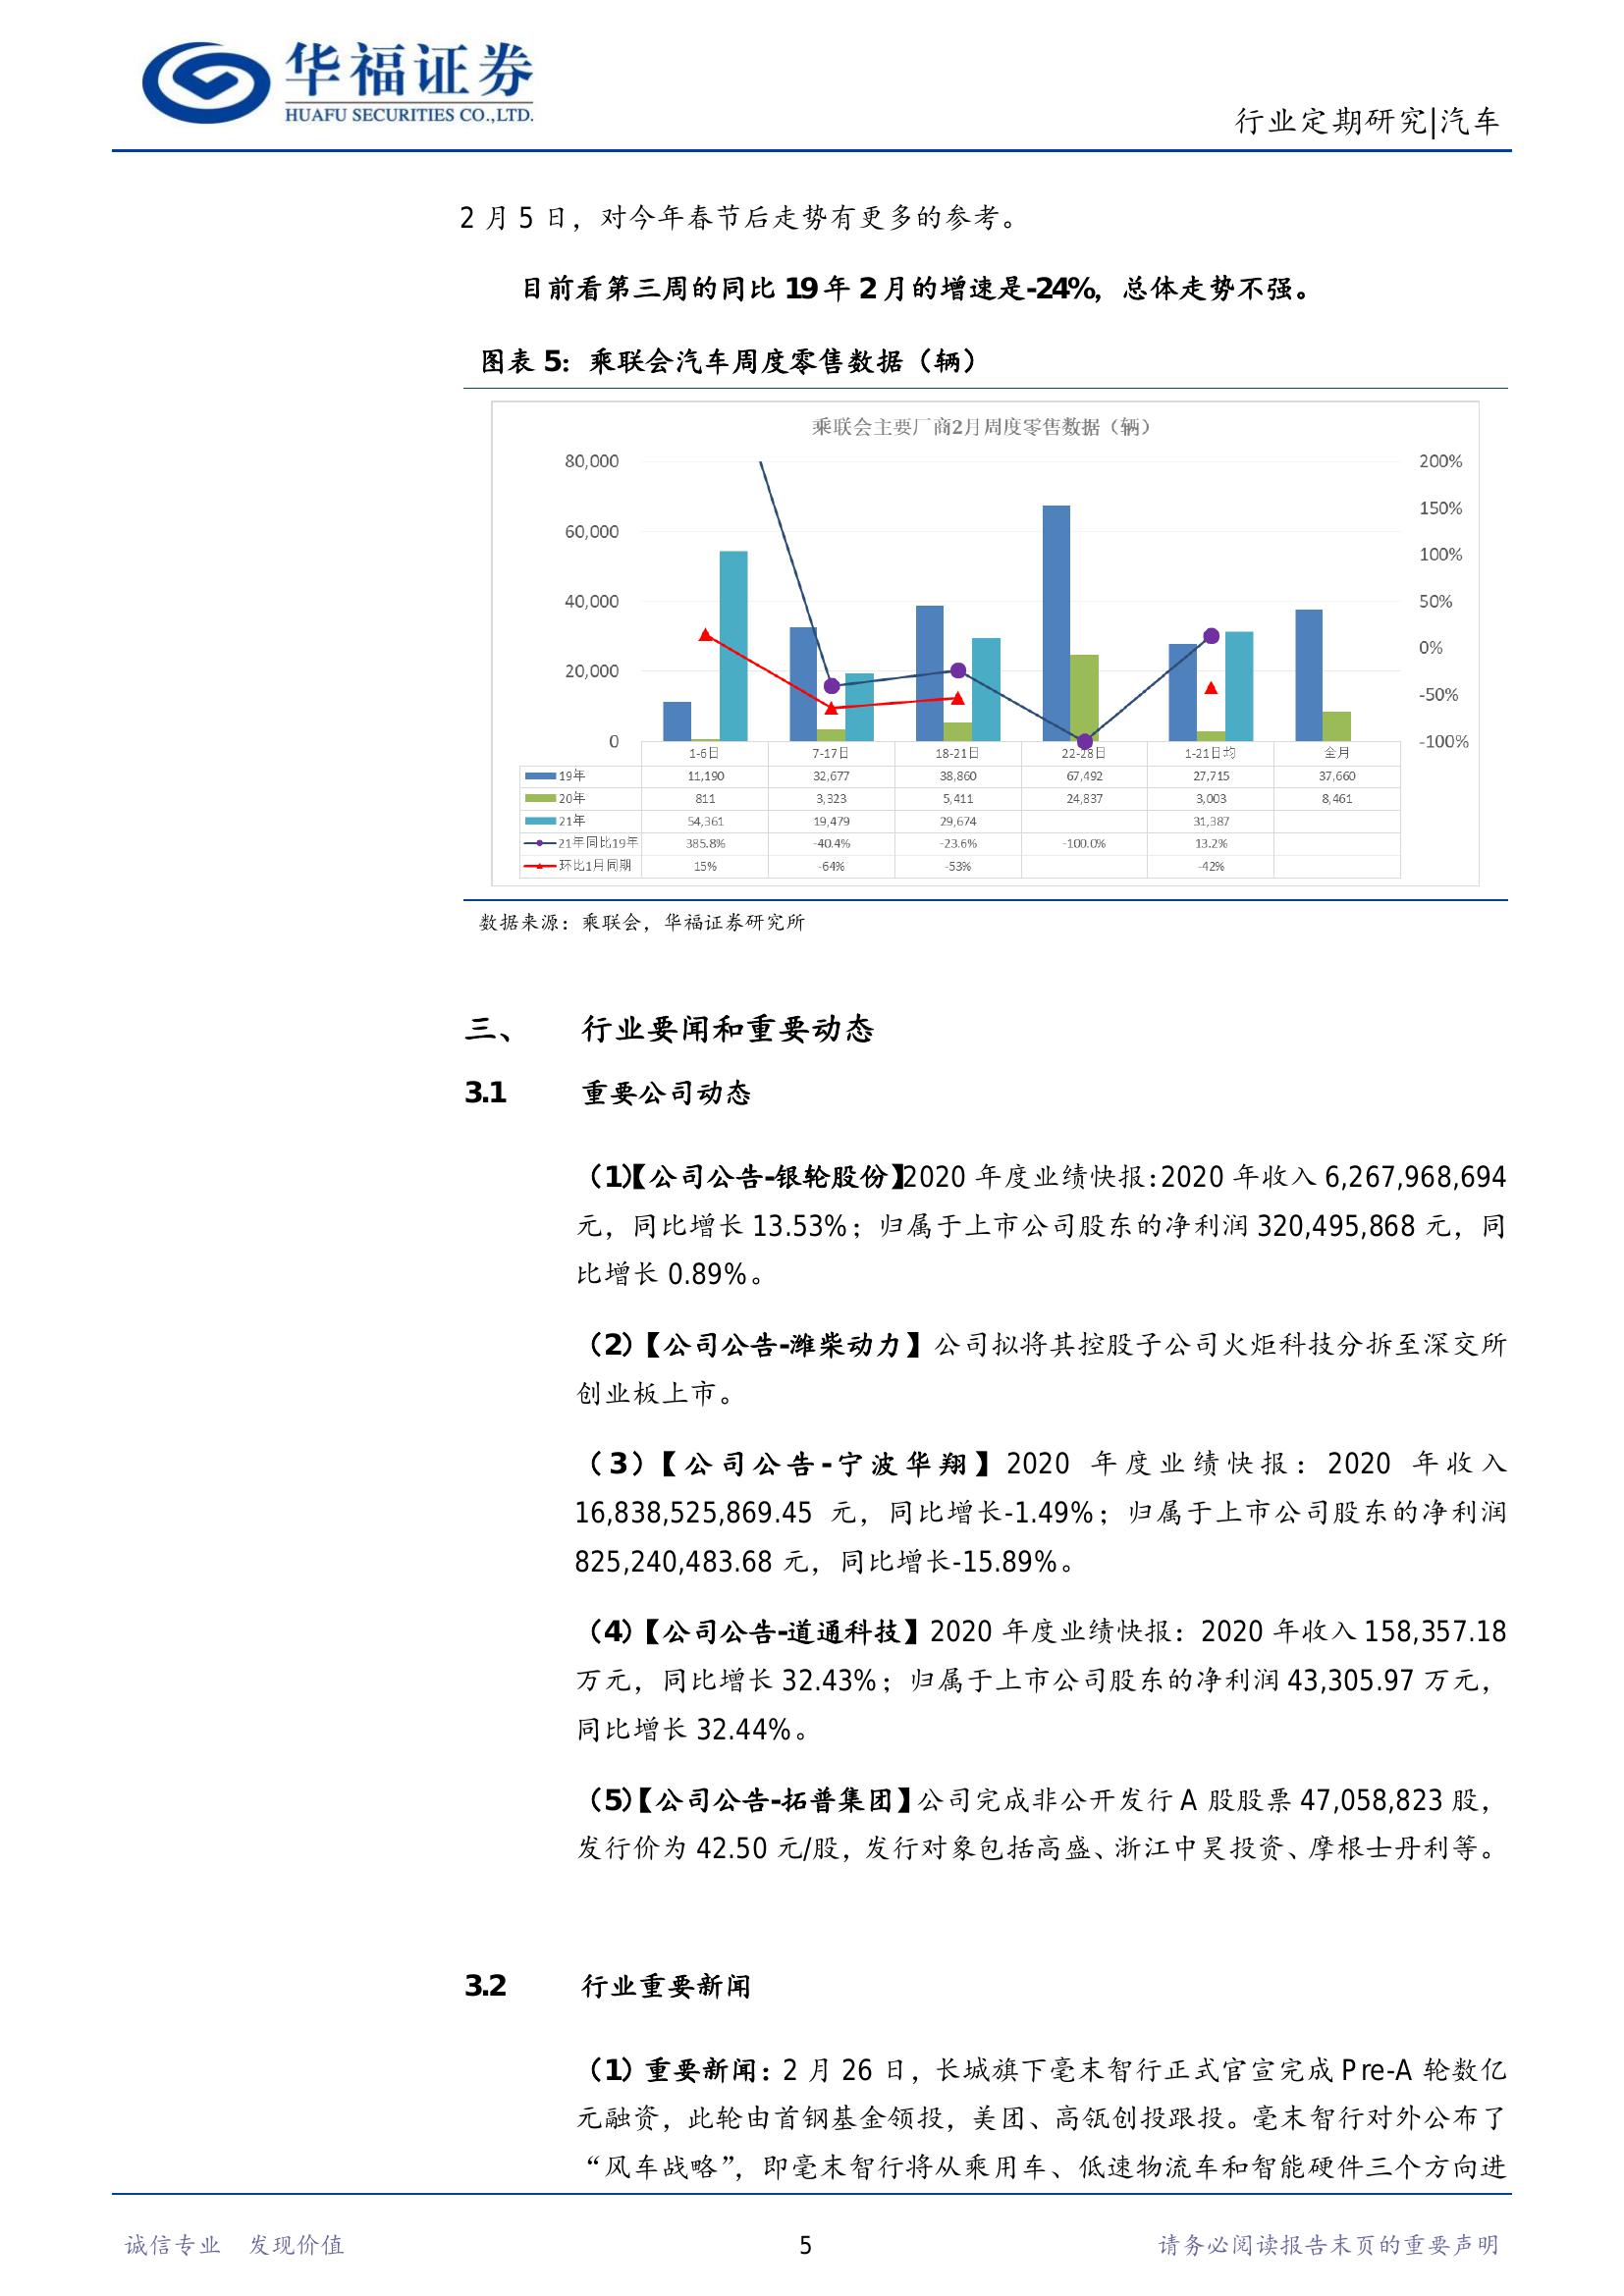 华福证券
HUAFU SECURITIES CO.,LTD.
行业定期研究|汽车
2 月 5 日，对今年春节后走势有更多的参考。
目前看第三周的同比 19 年 2 月的增速是-24%，总体走势不强。
图表 5：乘联会汽车周度零售数据（辆）
乘联会主要厂商2月周度零售数据（辆）
80,000
60,000
40,000
20,000
0
200%
150%
100%
50%
0%
-50%
-100%
1-6日 7-17日 18-21日 22-28日 1-21日均 全月
19年 11,190 32,677 38,860 67,492 27,715 37,660
20年 811 3,323 5,411 24,837 3,003 8,461
21年 54,361 19,479 29,674 31,387
21年同比19年 385.8% -40.4% -23.6% -100.0% 13.2%
环比1月同期 15% -64% -53% -42%
数据来源：乘联会，华福证券研究所
三、 行业要闻和重要动态
3.1 重要公司动态
（1）【公司公告-银轮股份】2020 年度业绩快报：2020 年收入 6,267,968,694
元，同比增长 13.53%；归属于上市公司股东的净利润 320,495,868 元，同
比增长 0.89%。
（2）【公司公告-潍柴动力】公司拟将其控股子公司火炬科技分拆至深交所
创业板上市。
（3）【公司公告-宁波华翔】2020 年度业绩快报：2020 年收入
16,838,525,869.45 元，同比增长-1.49%；归属于上市公司股东的净利润
825,240,483.68 元，同比增长-15.89%。
（4）【公司公告-道通科技】2020 年度业绩快报：2020 年收入 158,357.18
万元，同比增长 32.43%；归属于上市公司股东的净利润 43,305.97 万元，
同比增长 32.44%。
（5）【公司公告-拓普集团】公司完成非公开发行 A 股股票 47,058,823 股，
发行价为 42.50 元/股，发行对象包括高盛、浙江中昊投资、摩根士丹利等。
3.2 行业重要新闻
（1）重要新闻：2 月 26 日，长城旗下毫末智行正式官宣完成 Pre-A 轮数亿
元融资，此轮由首钢基金领投，美团、高瓴创投跟投。毫末智行对外公布了
“风车战略”，即毫末智行将从乘用车、低速物流车和智能硬件三个方向进
诚信专业 发现价值 5 请务必阅读报告末页的重要声明